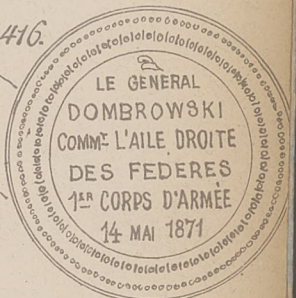 416.
LE GENERAL
DOMBROWSKI
COMMT L'AILE DROITE
DES FEDERES
1ER CORPS D'ARMÉE
14 MAI 1871